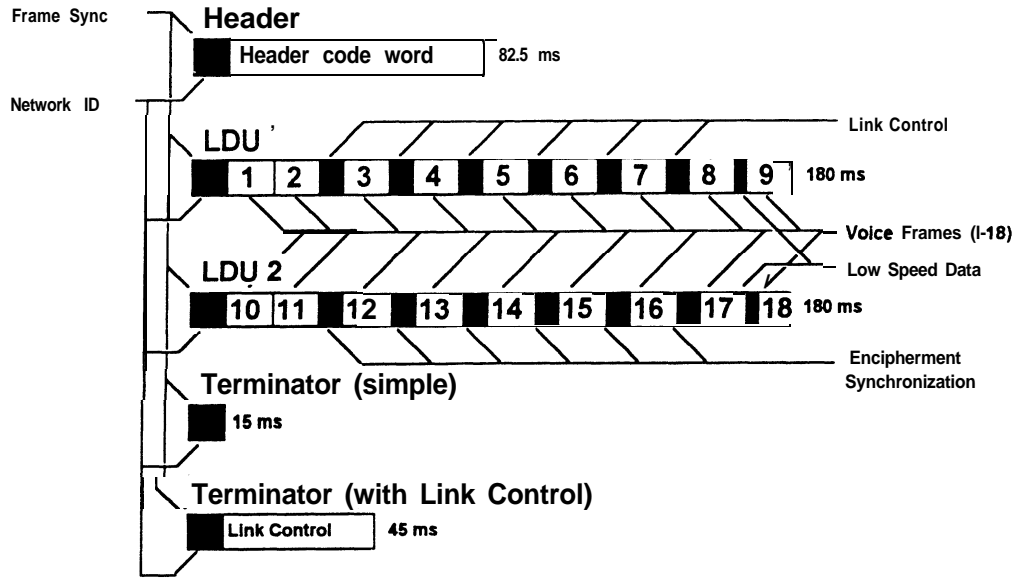 Frame Sync
Header
Header code word 82.5 ms
Network ID
Link Control
LDU '
1 2 3 4 5 6 7 8 9 180 ms
Voice Frames (I-18)
LDU 2
Low Speed Data
10 11 12 13 14 15 16 17 18 180 ms
Encipherment
Synchronization
Terminator (simple)
15 ms
Terminator (with Link Control)
Link Control 45 ms